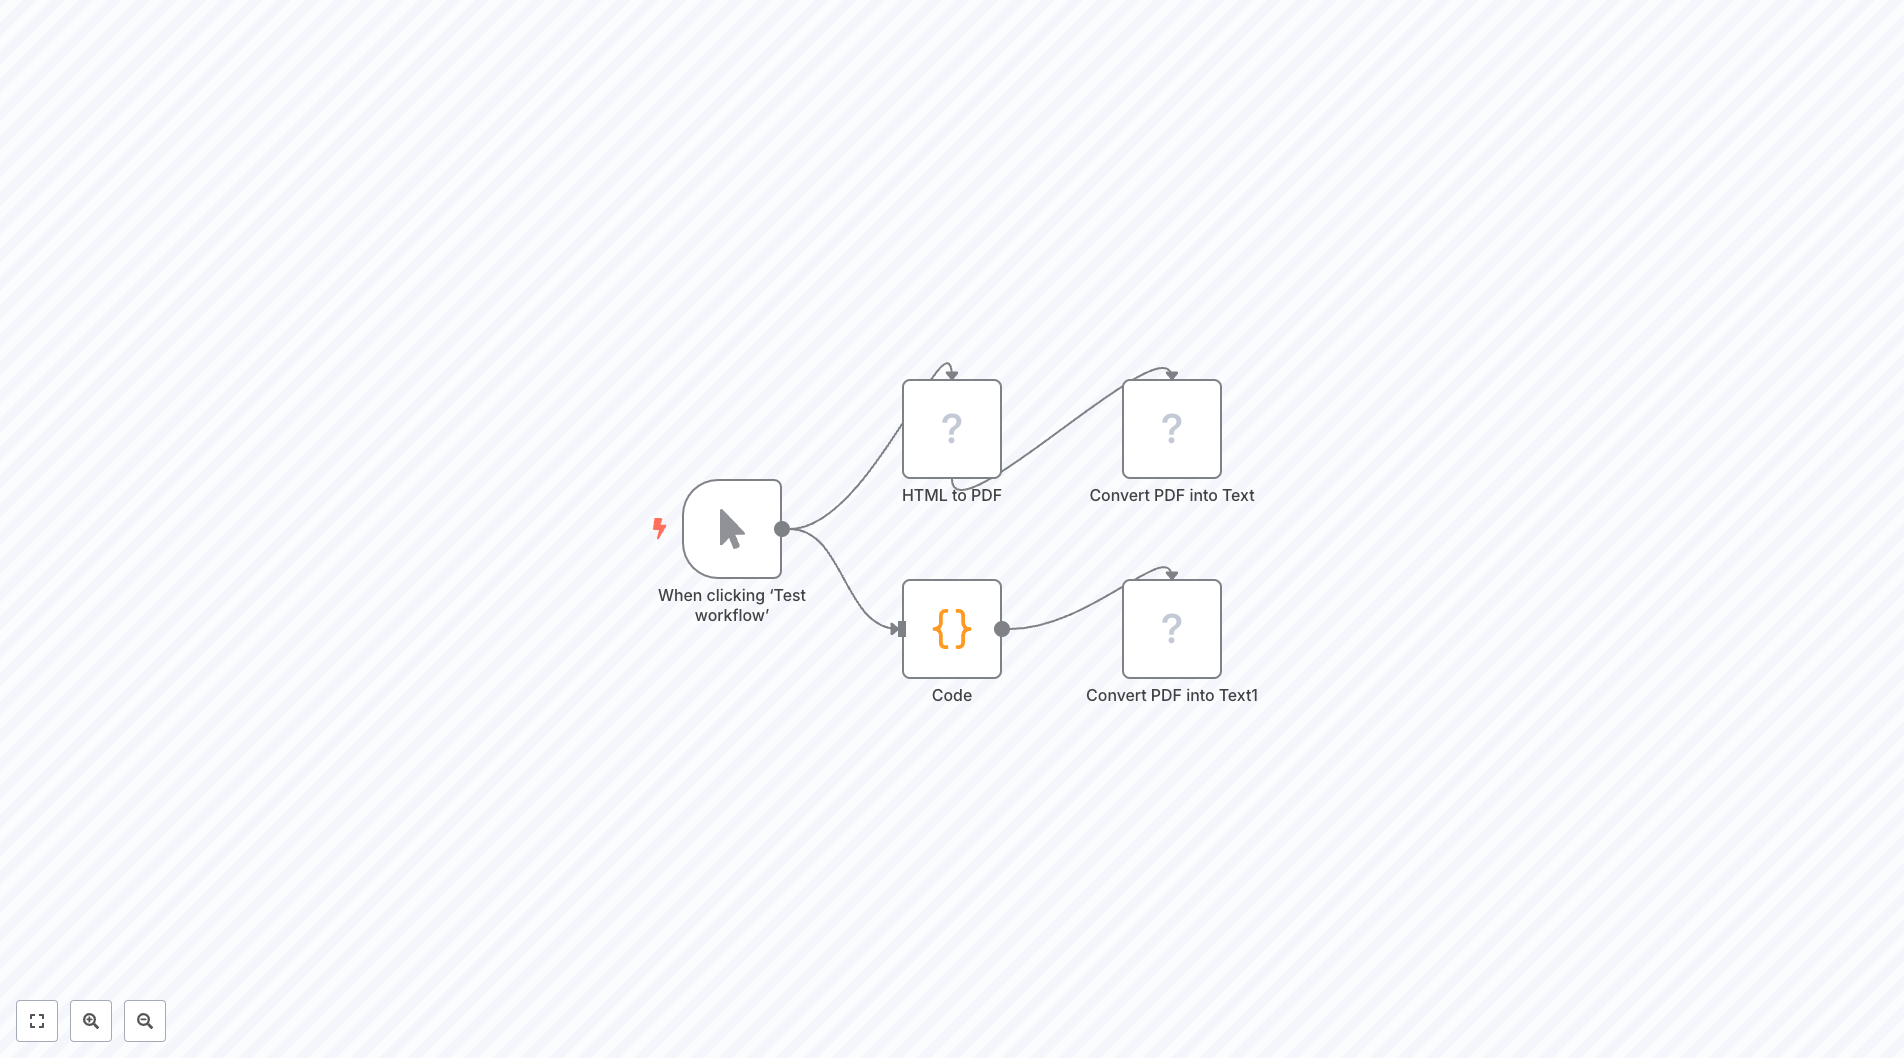 ?
?
HTML to PDF
Convert PDF into Text
When clicking ‘Test
workflow’
{}
?
Code
Convert PDF into Text1